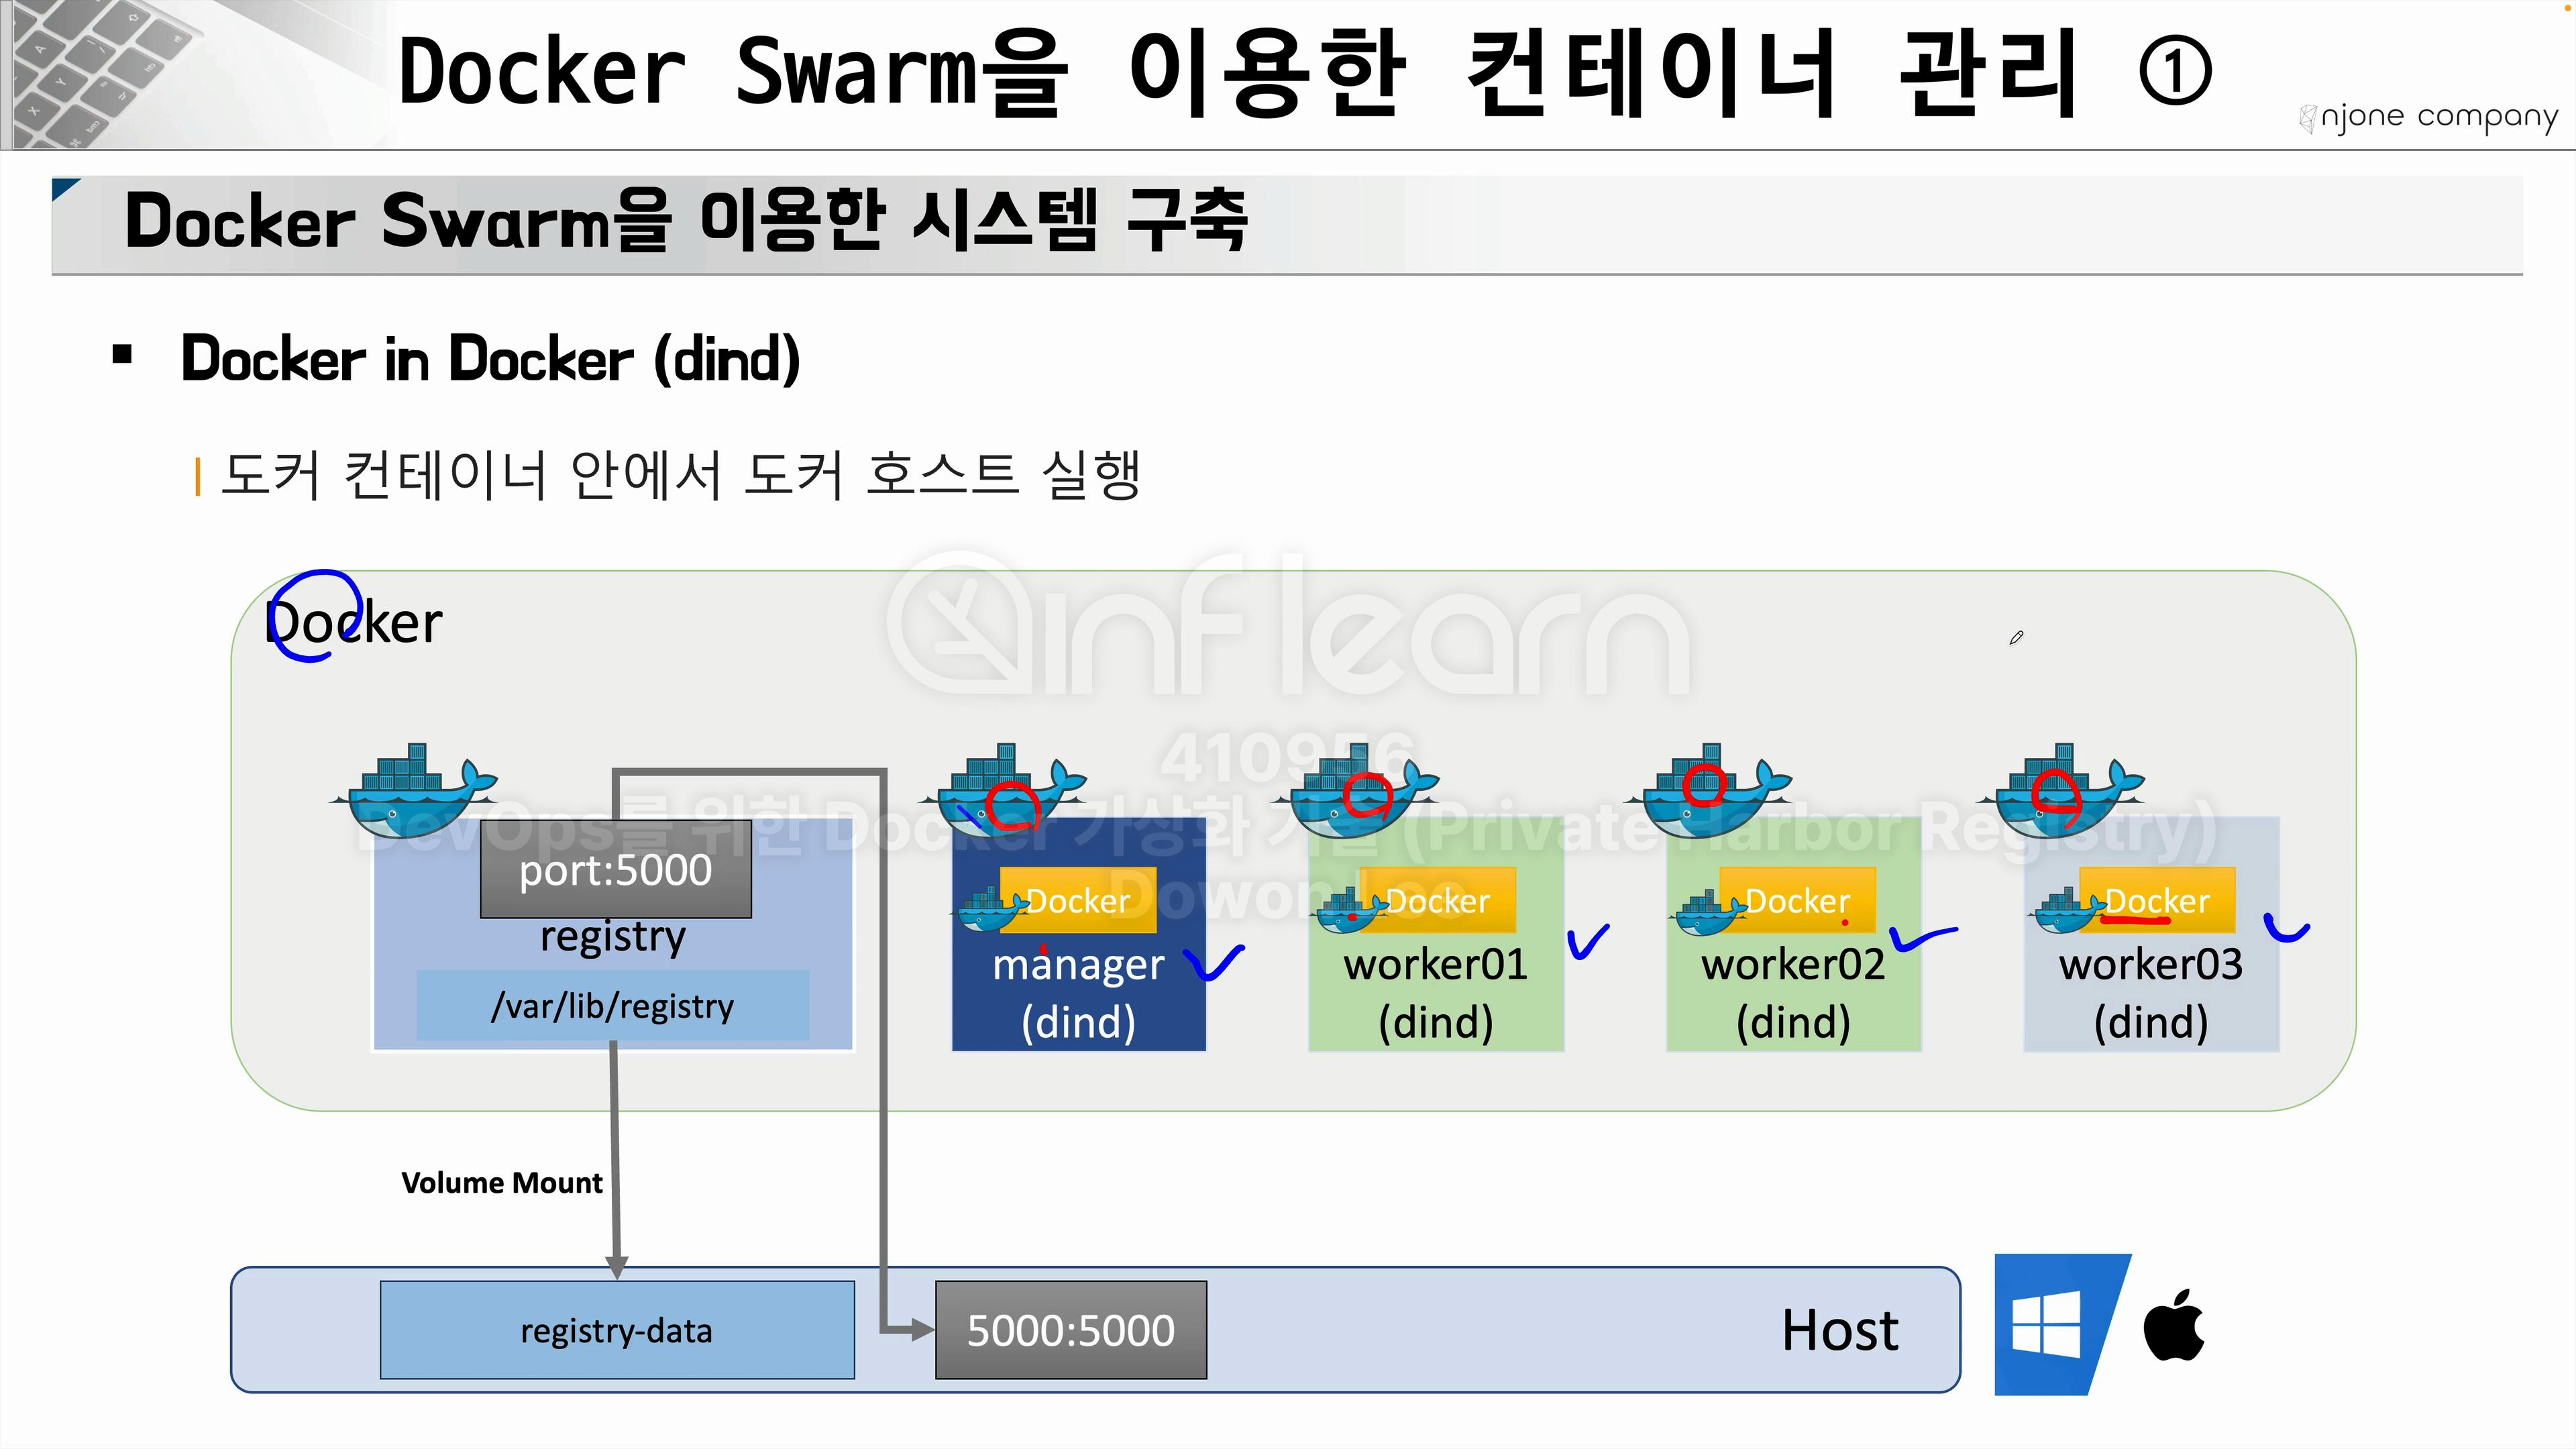 Docker Swarm을 이용한 컨테이너 관리 ①
njone company
Docker Swarm을 이용한 시스템 구축
▪ Docker in Docker (dind)
도커 컨테이너 안에서 도커 호스트 실행
inflearn
410956
DevOps를 위한 Docker 가상화 기술 (Private Harbor Registry)
Dowon Lee
Docker
port:5000
registry
/var/lib/registry
Docker
manager
(dind)
Docker
worker01
(dind)
Docker
worker02
(dind)
Docker
worker03
(dind)
Volume Mount
registry-data
5000:5000
Host